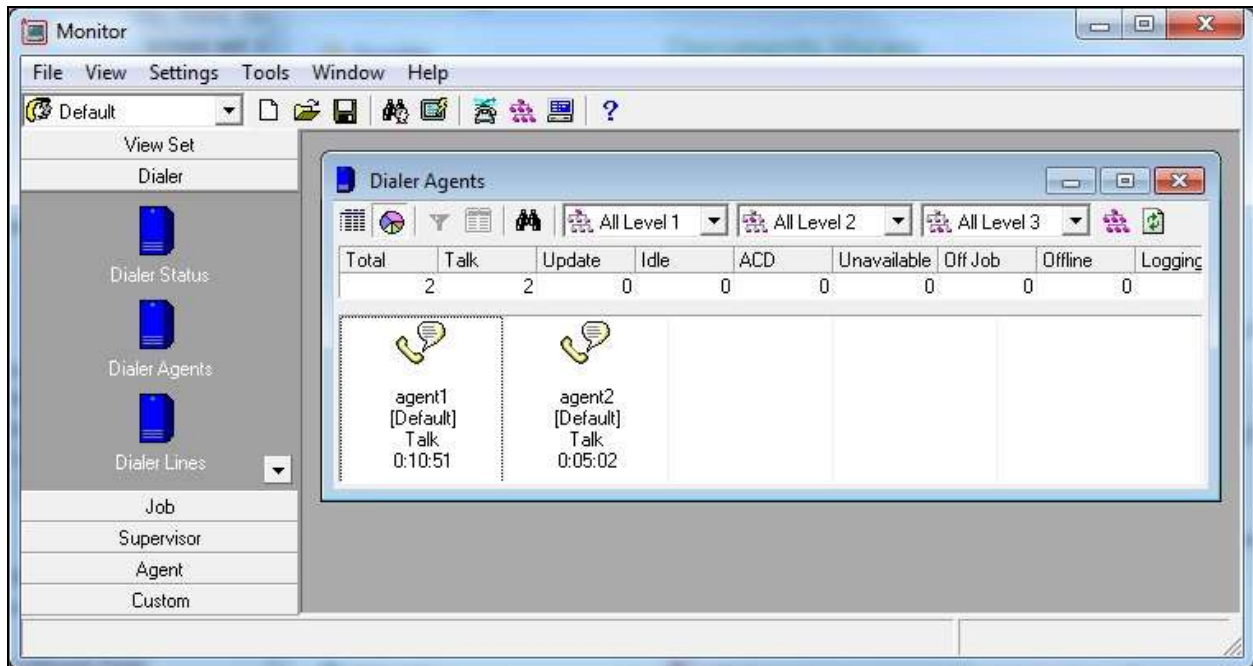 Monitor
File View Settings Tools Window Help
Default
?
View Set
Dialer
Dialer Status
Dialer Agents
Dialer Lines
Job
Supervisor
Agent
Custom
Dialer Agents
All Level 1 All Level 2 All Level 3
Total Talk Update Idle ACD Unavailable Off Job Offline Logging
2 2 0 0 0 0 0 0
agent1
[Default]
Talk
0:10:51
agent2
[Default]
Talk
0:05:02